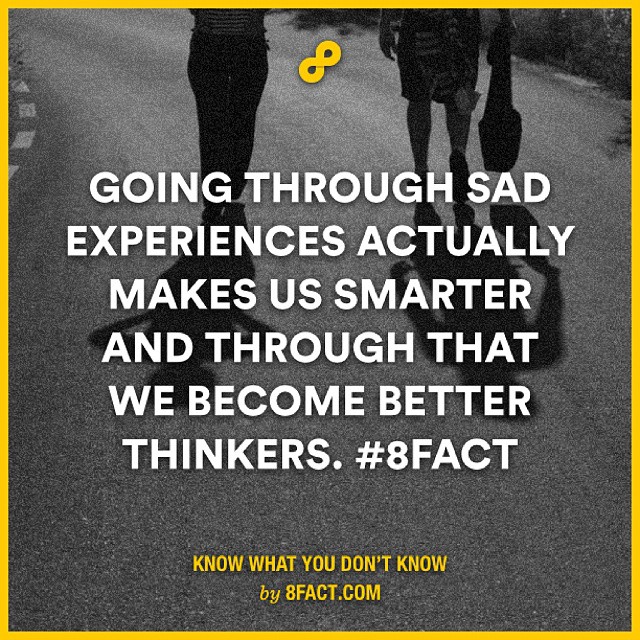 GOING THROUGH SAD
EXPERIENCES ACTUALLY
MAKES US SMARTER
AND THROUGH THAT
WE BECOME BETTER
THINKERS. #8FACT
KNOW WHAT YOU DON'T KNOW
by 8FACT.COM